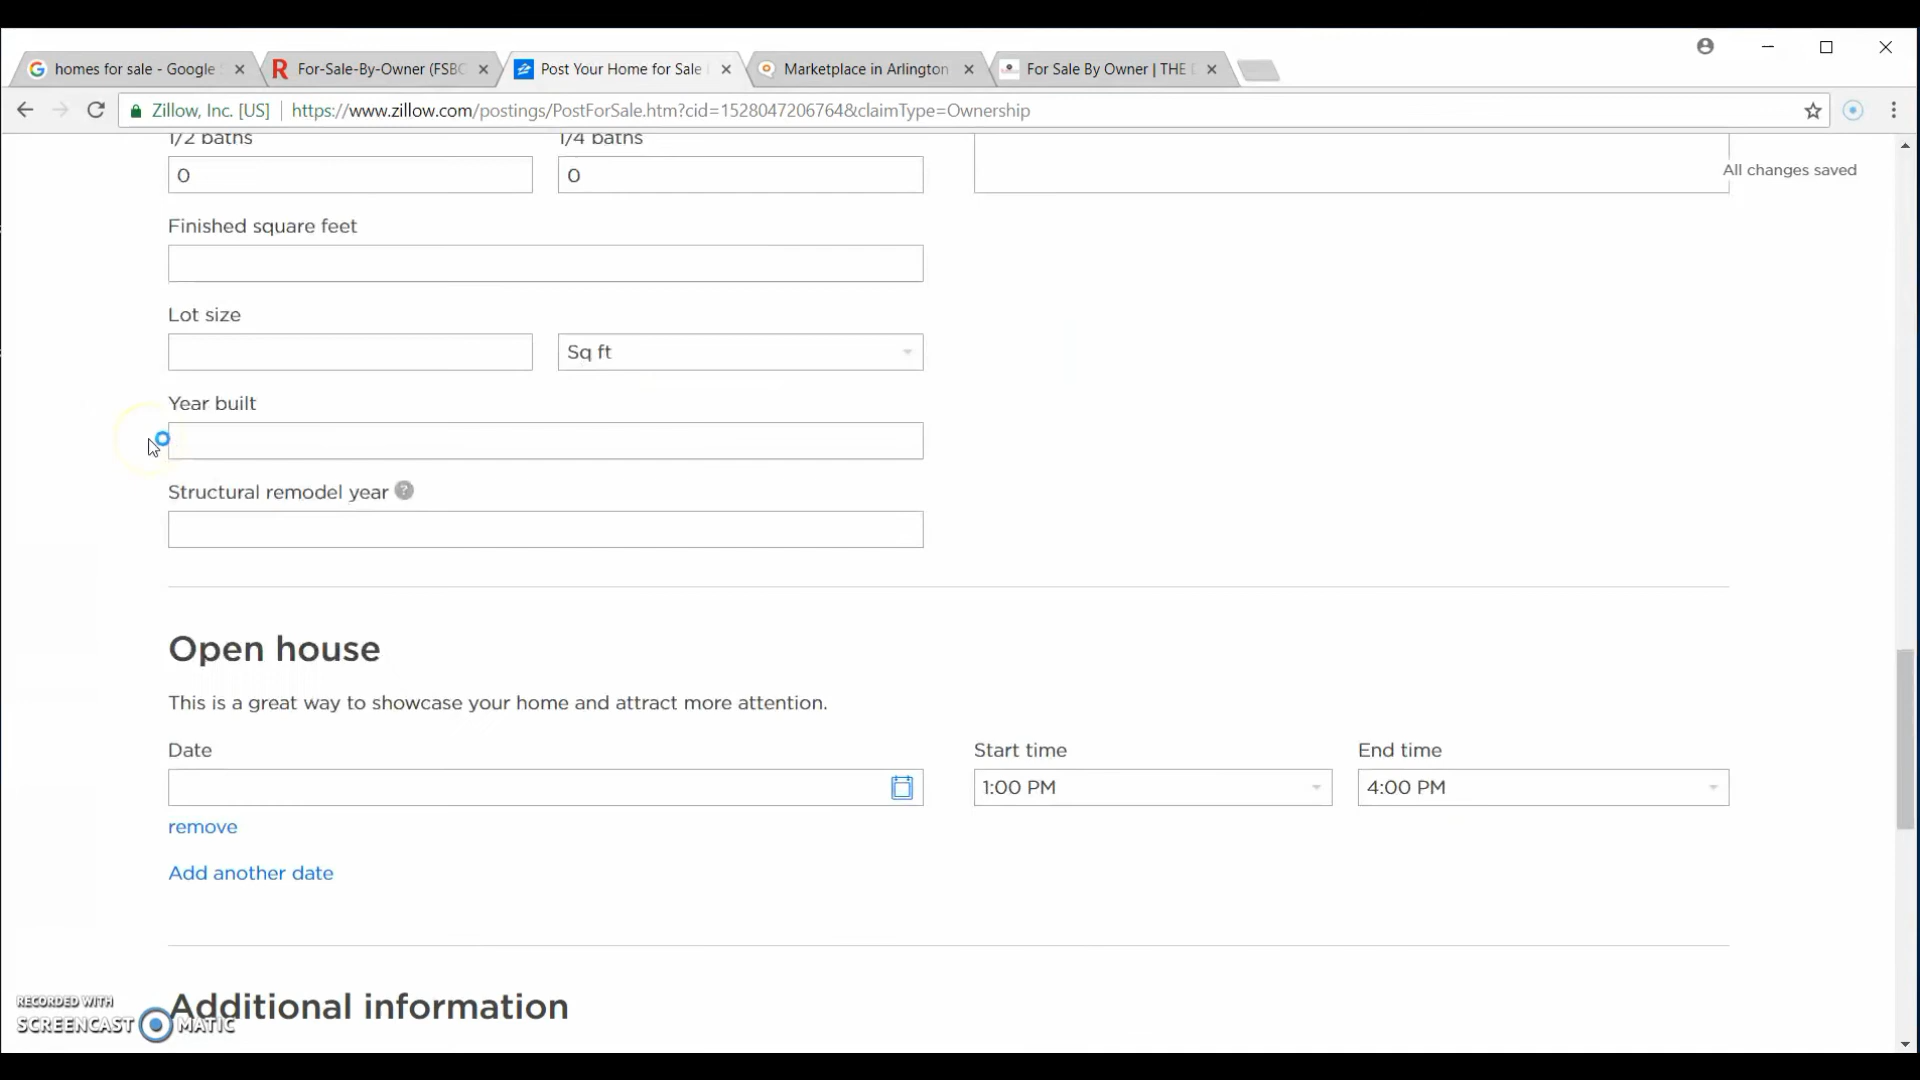 homes for sale - Google
For-Sale-By-Owner (FSBO
Post Your Home for Sale
Marketplace in Arlington
For Sale By Owner | THE
Zillow, Inc. [US] https://www.zillow.com/postings/PostForSale.htm?cid=1528047206764&claimType=Ownership
1/2 baths 1/4 baths
0 0
All changes saved
Finished square feet
Lot size
Sq ft
Year built
Structural remodel year ?
Open house
This is a great way to showcase your home and attract more attention.
Date Start time End time
1:00 PM 4:00 PM
remove
Add another date
Additional information
RECORDED WITH
SCREENCAST MATIC